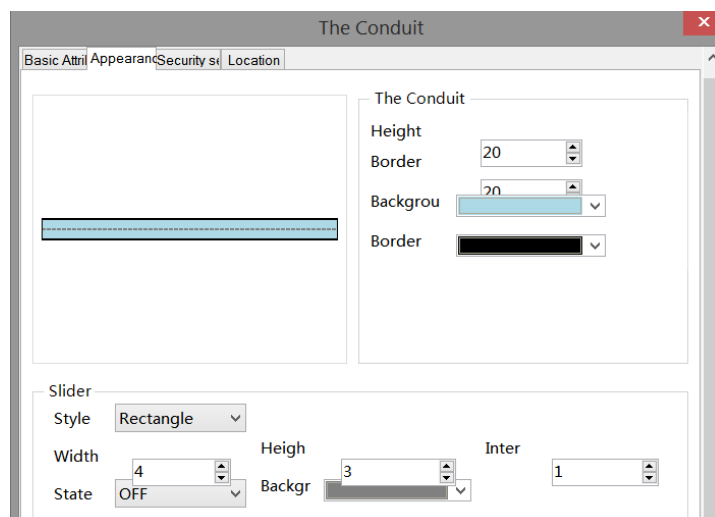 The Conduit
Basic Attril Appearanc Security se Location
The Conduit
Height
20
Border
20
Backgrou
Border
Slider
Style Rectangle
Width 4 Heigh 3 Inter 1
State OFF Backgr